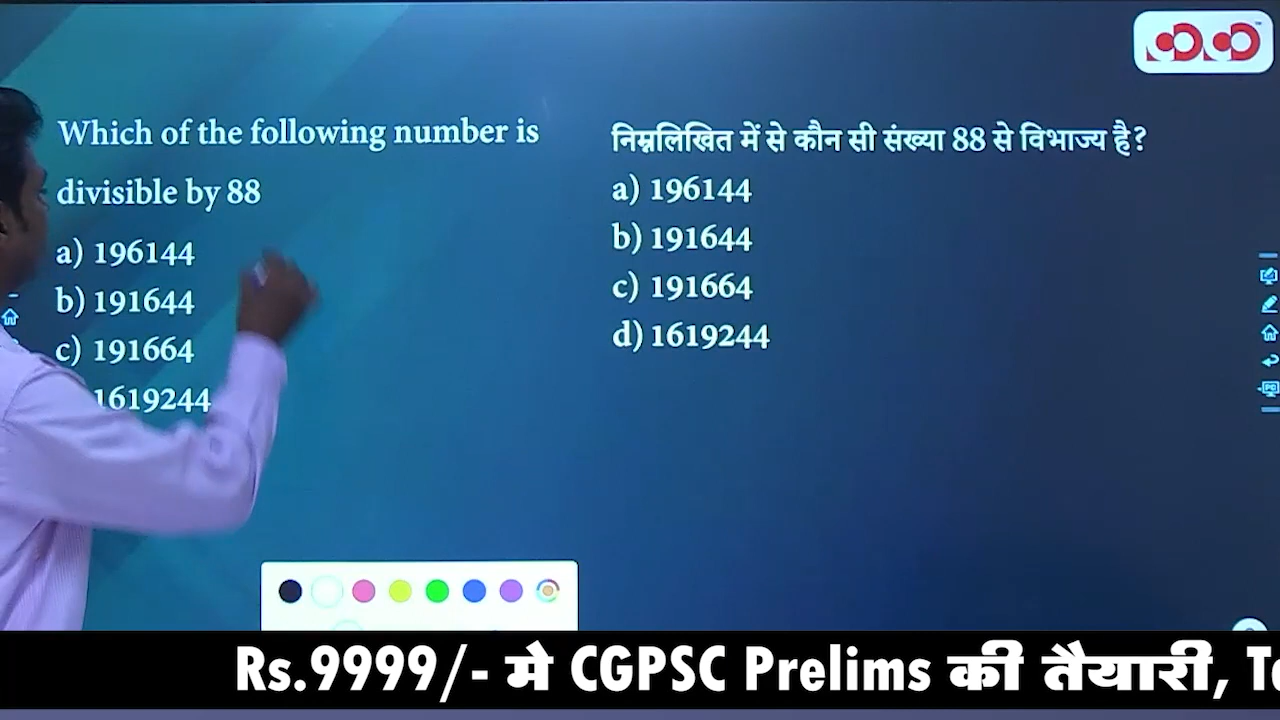 Which of the following number is
divisible by 88
a) 196144
b) 191644
c) 191664
1619244
निम्नलिखित में से कौन सी संख्या 88 से विभाज्य है?
a) 196144
b) 191644
c) 191664
d) 1619244
PC
Rs.9999/- मे CGPSC Prelims की तैयारी,